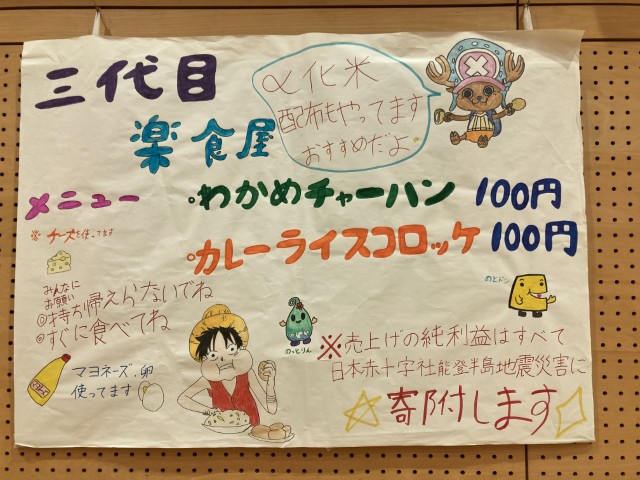 三代目
楽食屋
α化米
配布もやってます
おすすめだよ
メニュー
。わかめチャーハン 100円
※チーズを使ってます
。カレーライスコロッケ 100円
みんなに
お願い
◎持ち帰えらないでね
◎すぐに食べてね
のっとりん
のとドン
マヨネーズ、卵
使ってます
※売上げの純利益はすべて
日本赤十字社能登半島地震災害に
寄附します